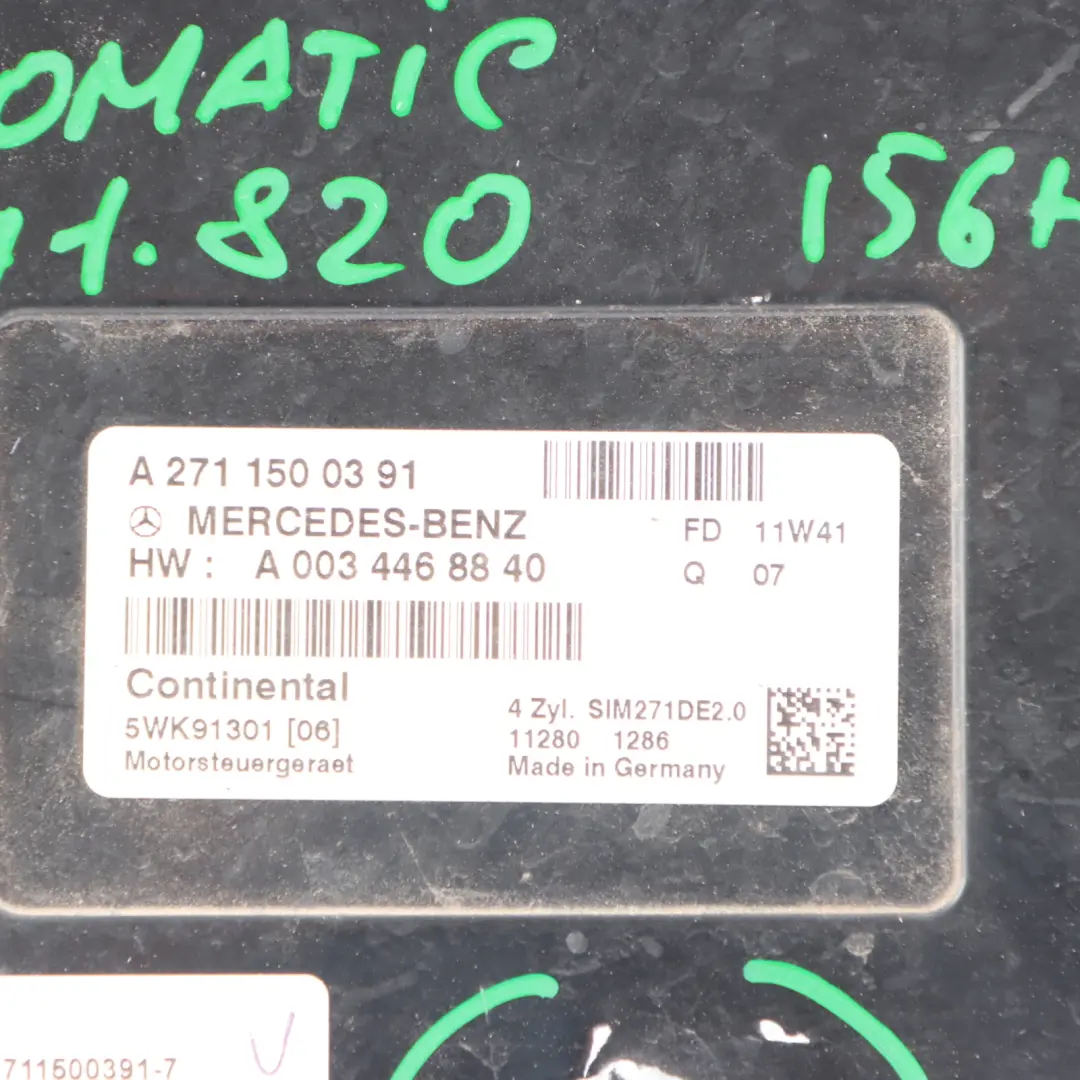 OMATIC
1.820 156H
A 271 150 03 91
MERCEDES-BENZ FD 11W41
HW : A 003 446 88 40 Q 07
Continental
5WK91301 [06] 4 Zyl. SIM271DE2.0
11280 1286
Motorsteuergeraet Made in Germany
711500391-7